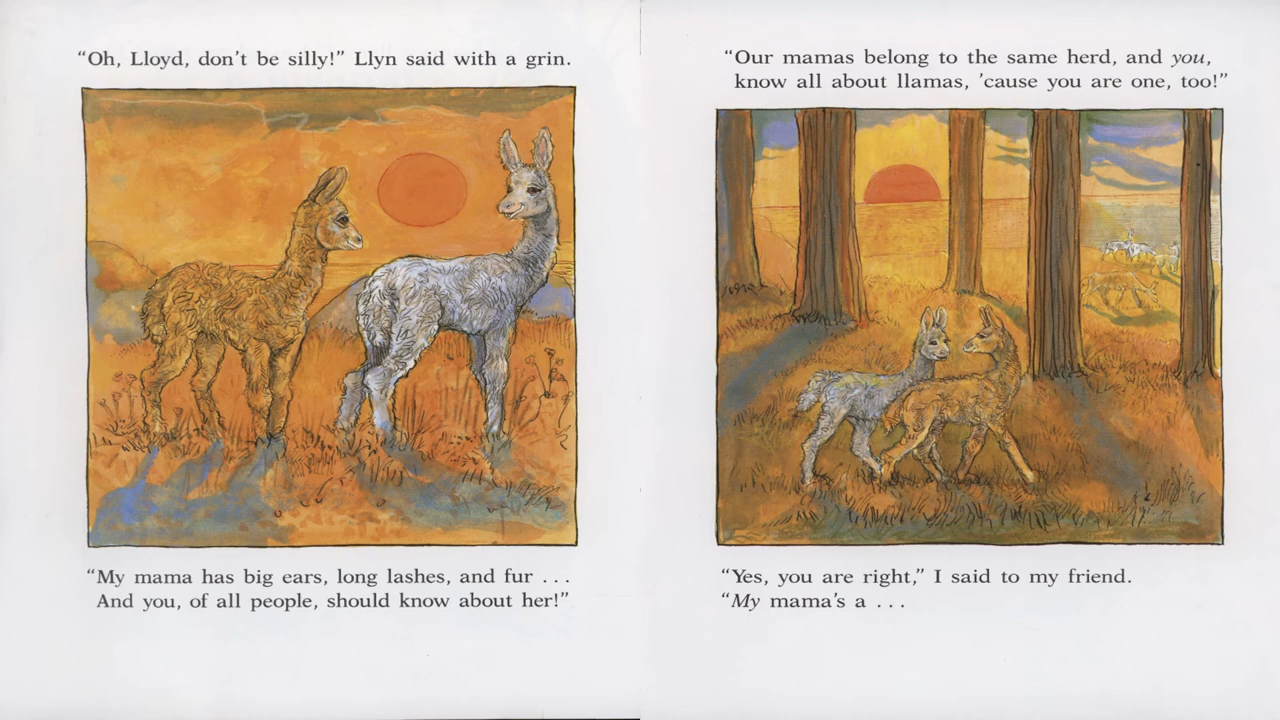 “Oh, Lloyd, don’t be silly!” Llyn said with a grin.
“My mama has big ears, long lashes, and fur . . .
And you, of all people, should know about her!”
“Our mamas belong to the same herd, and you,
know all about llamas, ’cause you are one, too!”
“Yes, you are right,” I said to my friend.
“My mama’s a . . .